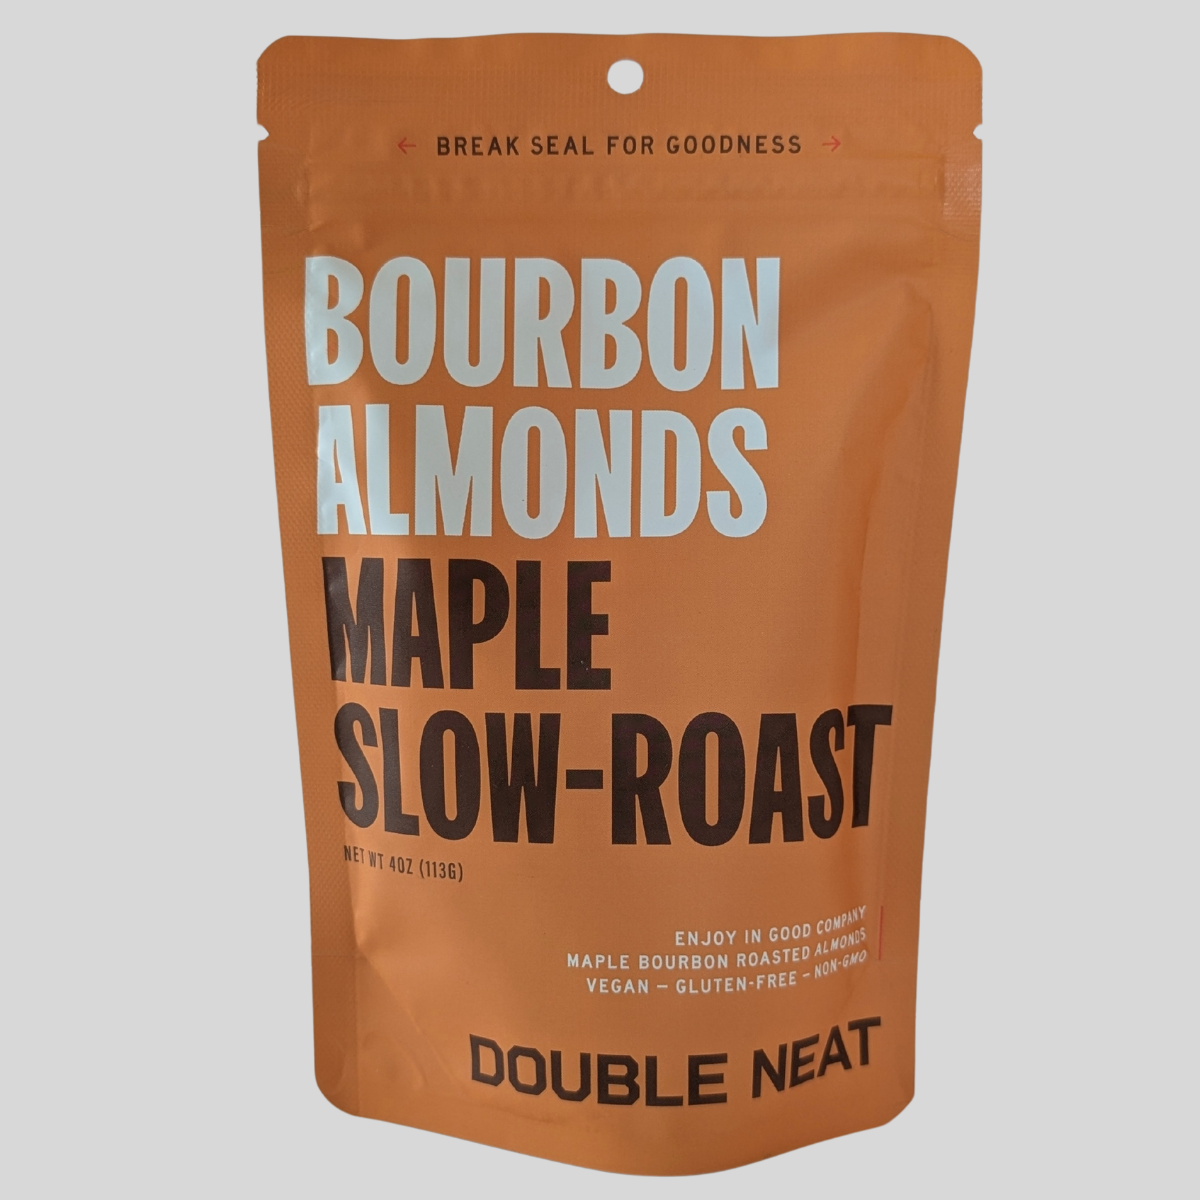 ← BREAK SEAL FOR GOODNESS →
BOURBON
ALMONDS
MAPLE
SLOW-ROAST
NET WT 4OZ (113G)
ENJOY IN GOOD COMPANY
MAPLE BOURBON ROASTED ALMONDS
VEGAN – GLUTEN-FREE – NON-GMO
DOUBLE NEAT